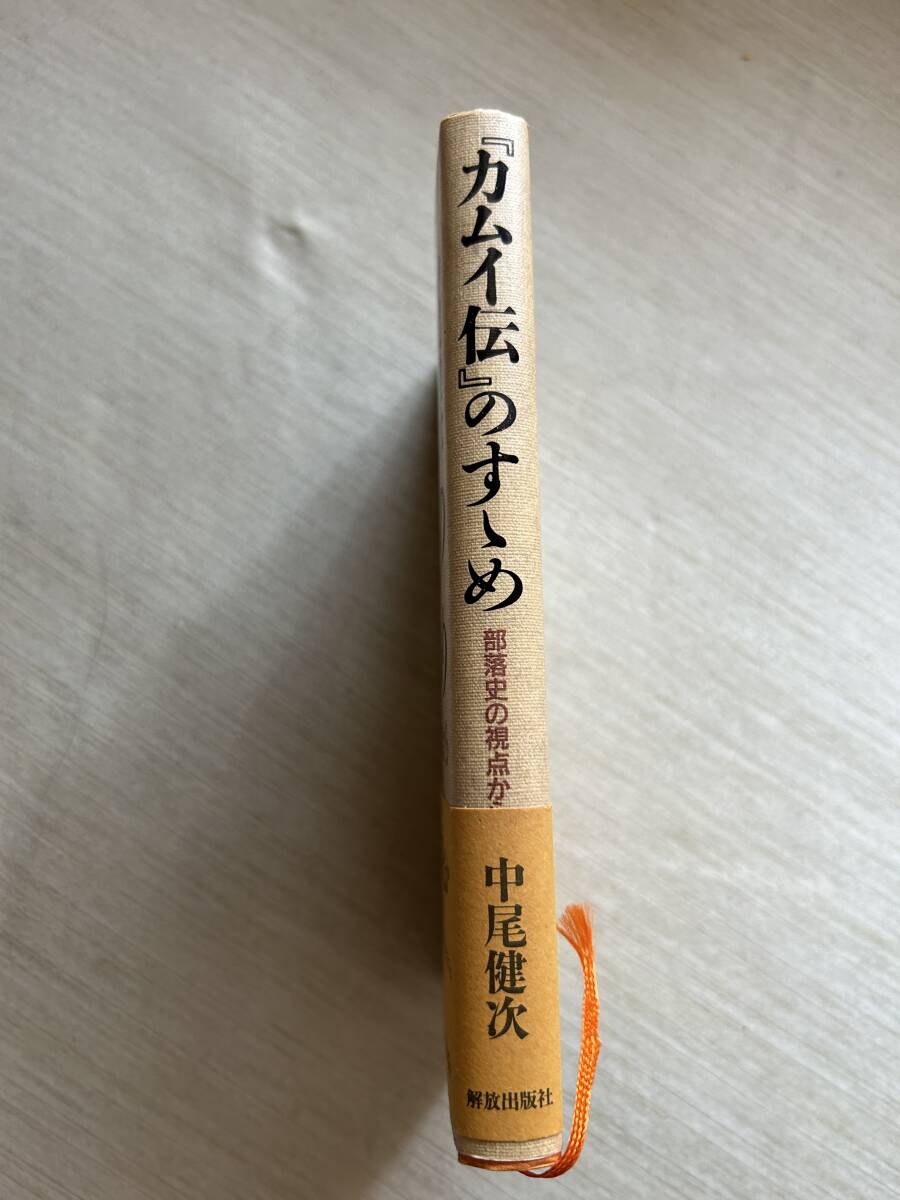 『カムイ伝』のすゝめ
部落史の視点か
中尾健次
解放出版社